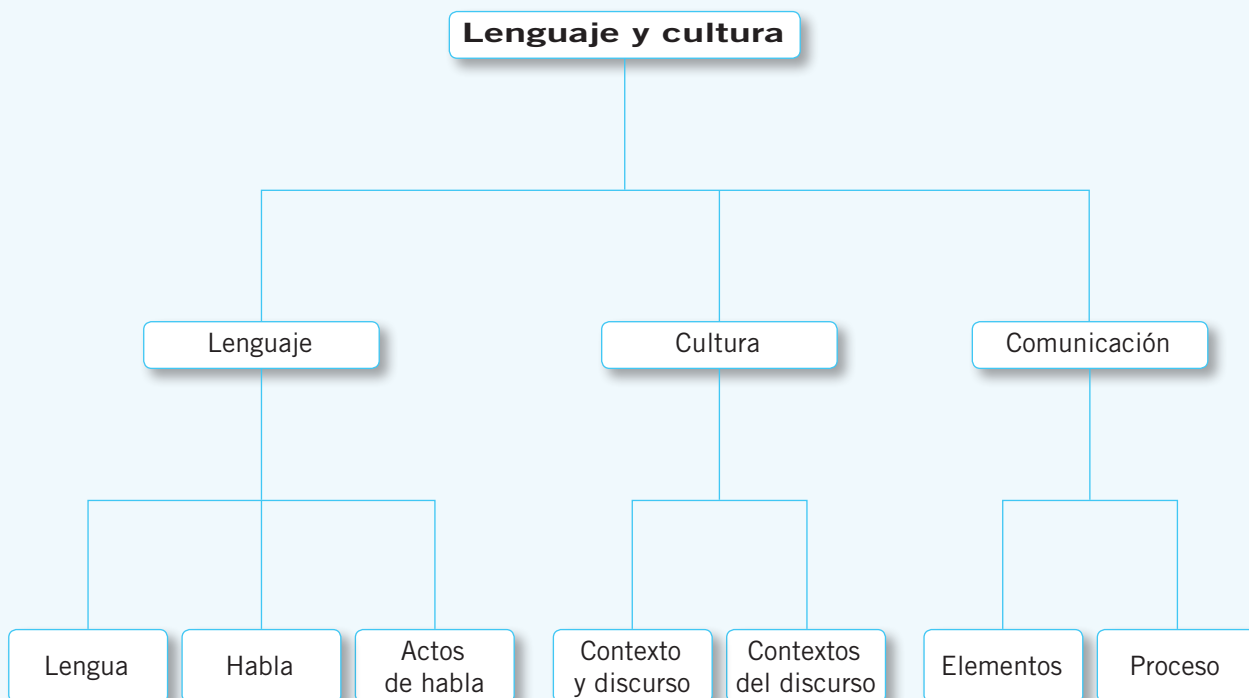 Lenguaje y cultura
Lenguaje
Cultura
Comunicación
Lengua
Habla
Actos
de habla
Contexto
y discurso
Contextos
del discurso
Elementos
Proceso